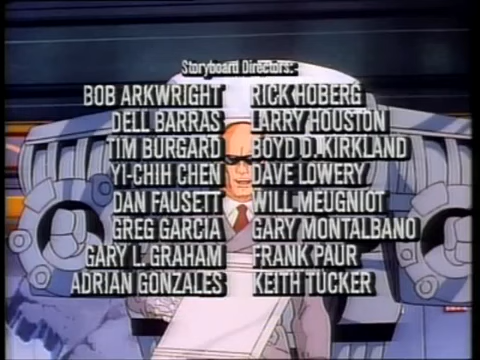 Storyboard Directors:-
BOB ARKWRIGHT RICK HOBERG
DELL BARRAS LARRY HOUSTON
TIM BURGARD BOYD D. KIRKLAND
YI-CHIH CHEN DAVE LOWERY
DAN FAUSETT WILL MEUGNIOT
GREG GARCIA GARY MONTALBANO
GARY L. GRAHAM FRANK PAUR
ADRIAN GONZALES KEITH TUCKER